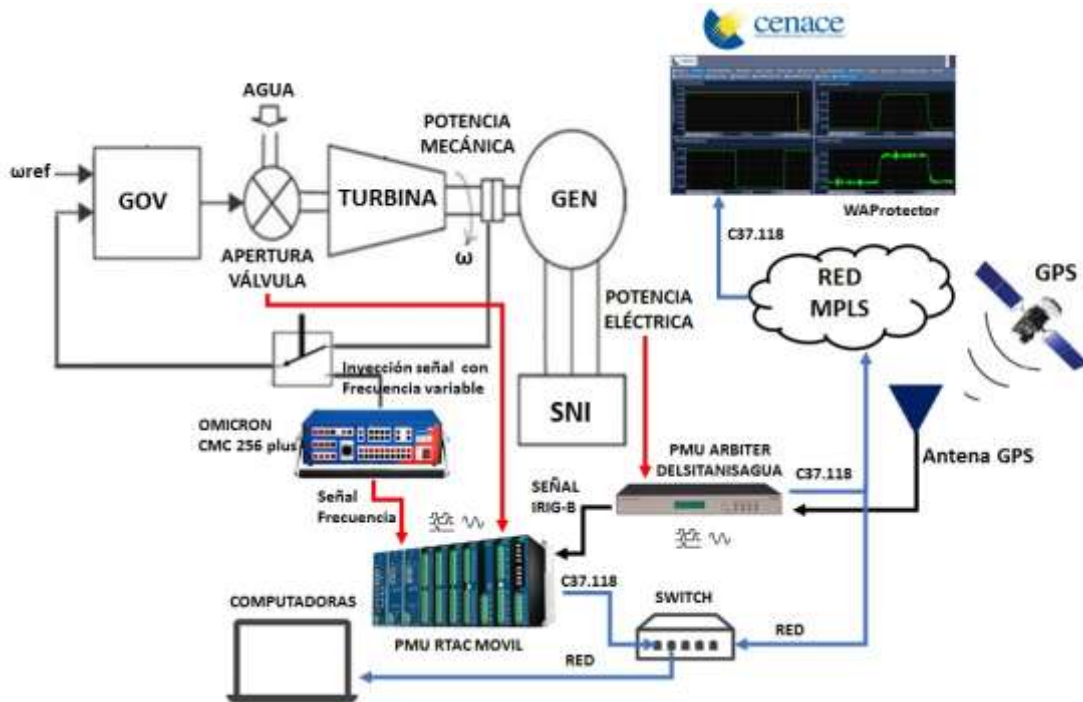 cenace
AGUA
POTENCIA
MECÁNICA
ωref
GOV
TURBINA
GEN
ω
APERTURA
VÁLVULA
WAProtector
C37.118
RED
MPLS
GPS
POTENCIA
ELÉCTRICA
Inyección señal con
Frecuencia variable
SNI
OMICRON
CMC 256 plus
PMU ARBITER
DELSITANISAGUA
C37.118
Antena GPS
SEÑAL
IRIG-B
Señal
Frecuencia
C37.118
COMPUTADORAS
SWITCH
PMU RTAC MOVIL
RED
RED